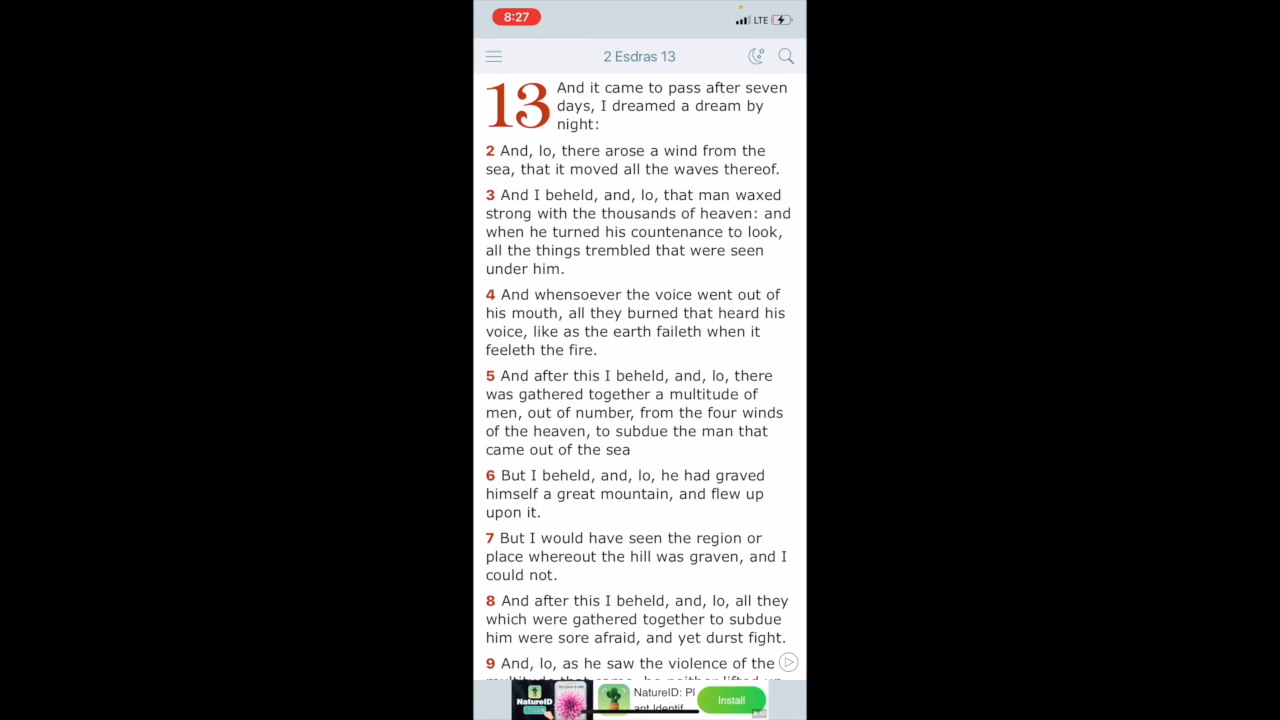 8:27
LTE
2 Esdras 13
13 And it came to pass after seven
days, I dreamed a dream by
night:
2 And, lo, there arose a wind from the
sea, that it moved all the waves thereof.
3 And I beheld, and, lo, that man waxed
strong with the thousands of heaven: and
when he turned his countenance to look,
all the things trembled that were seen
under him.
4 And whensoever the voice went out of
his mouth, all they burned that heard his
voice, like as the earth faileth when it
feeleth the fire.
5 And after this I beheld, and, lo, there
was gathered together a multitude of
men, out of number, from the four winds
of the heaven, to subdue the man that
came out of the sea
6 But I beheld, and, lo, he had graved
himself a great mountain, and flew up
upon it.
7 But I would have seen the region or
place whereout the hill was graven, and I
could not.
8 And after this I beheld, and, lo, all they
which were gathered together to subdue
him were sore afraid, and yet durst fight.
9 And, lo, as he saw the violence of the
NatureID
NatureID: Pl
ant Identif
Install